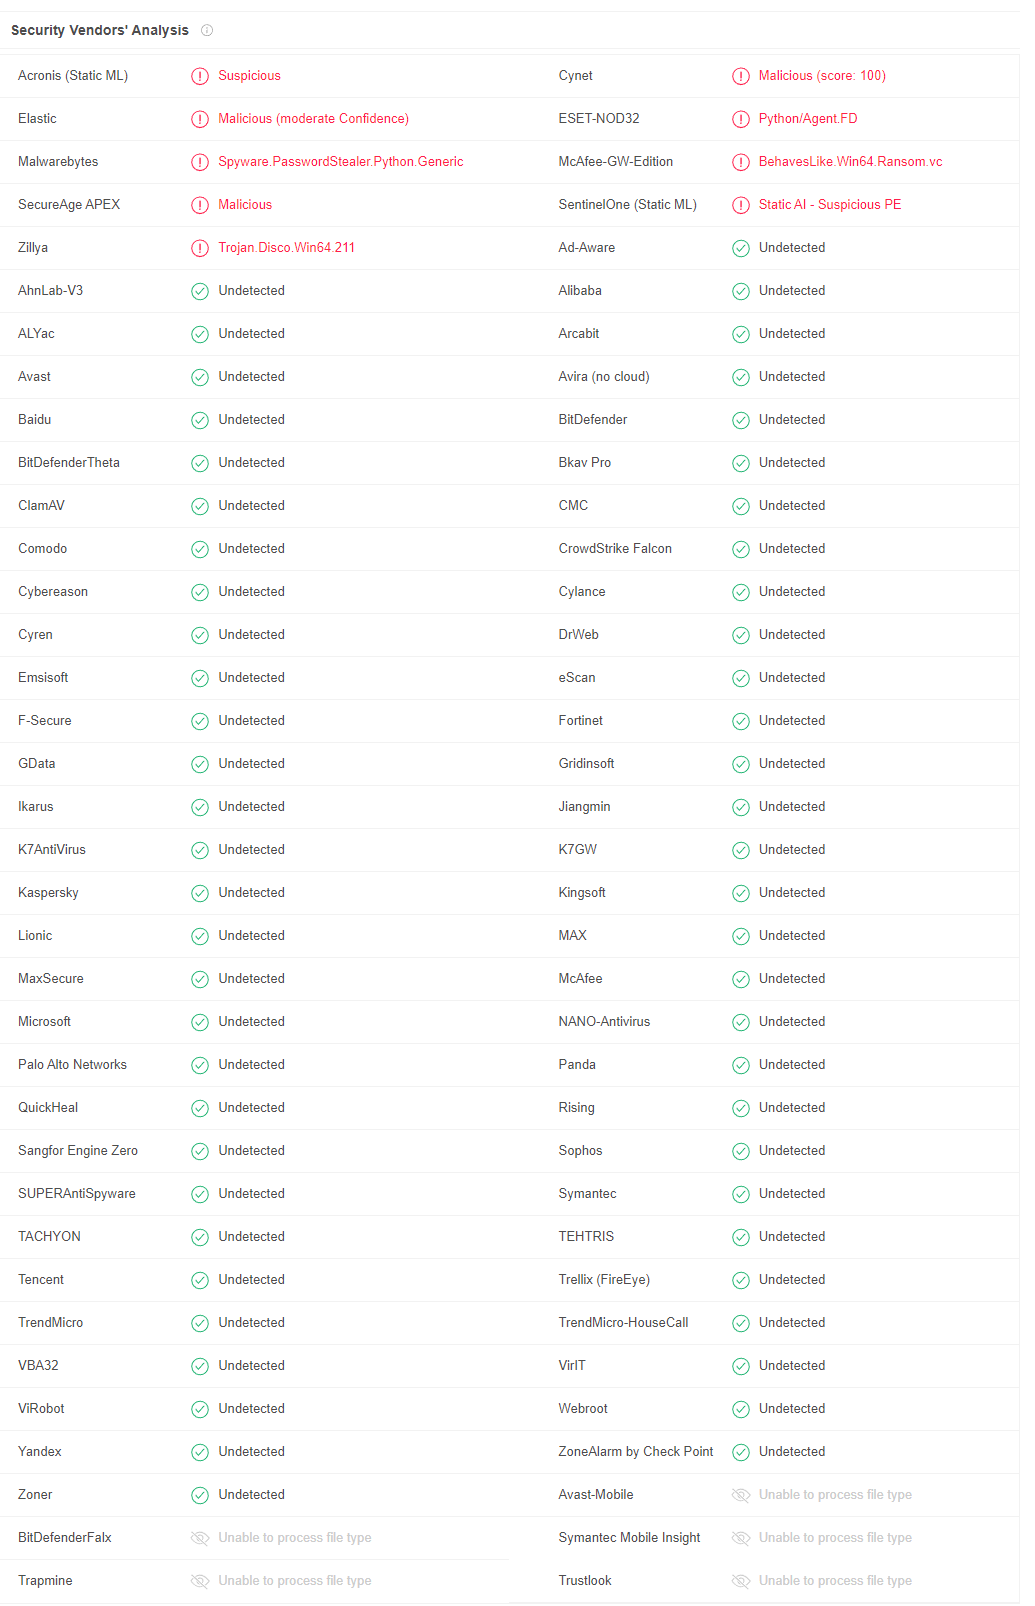 Security Vendors' Analysis
Acronis (Static ML) Suspicious Cynet Malicious (score: 100)
Elastic Malicious (moderate Confidence) ESET-NOD32 Python/Agent.FD
Malwarebytes Spyware.PasswordStealer.Python.Generic McAfee-GW-Edition BehavesLike.Win64.Ransom.vc
SecureAge APEX Malicious SentinelOne (Static ML) Static AI - Suspicious PE
Zillya Trojan.Disco.Win64.211 Ad-Aware Undetected
AhnLab-V3 Undetected Alibaba Undetected
ALYac Undetected Arcabit Undetected
Avast Undetected Avira (no cloud) Undetected
Baidu Undetected BitDefender Undetected
BitDefenderTheta Undetected Bkav Pro Undetected
ClamAV Undetected CMC Undetected
Comodo Undetected CrowdStrike Falcon Undetected
Cybereason Undetected Cylance Undetected
Cyren Undetected DrWeb Undetected
Emsisoft Undetected eScan Undetected
F-Secure Undetected Fortinet Undetected
GData Undetected Gridinsoft Undetected
Ikarus Undetected Jiangmin Undetected
K7AntiVirus Undetected K7GW Undetected
Kaspersky Undetected Kingsoft Undetected
Lionic Undetected MAX Undetected
MaxSecure Undetected McAfee Undetected
Microsoft Undetected NANO-Antivirus Undetected
Palo Alto Networks Undetected Panda Undetected
QuickHeal Undetected Rising Undetected
Sangfor Engine Zero Undetected Sophos Undetected
SUPERAntiSpyware Undetected Symantec Undetected
TACHYON Undetected TEHTRIS Undetected
Tencent Undetected Trellix (FireEye) Undetected
TrendMicro Undetected TrendMicro-HouseCall Undetected
VBA32 Undetected VirIT Undetected
ViRobot Undetected Webroot Undetected
Yandex Undetected ZoneAlarm by Check Point Undetected
Zoner Undetected Avast-Mobile Unable to process file type
BitDefenderFalx Unable to process file type Symantec Mobile Insight Unable to process file type
Trapmine Unable to process file type Trustlook Unable to process file type